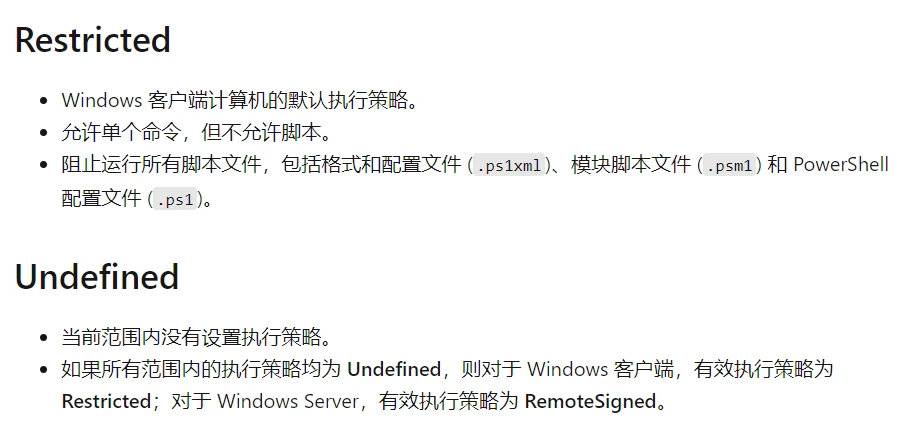 Restricted
• Windows 客户端计算机的默认执行策略。
• 允许单个命令，但不允许脚本。
• 阻止运行所有脚本文件，包括格式和配置文件 (.ps1xml)、模块脚本文件 (.psm1) 和 PowerShell
配置文件 (.ps1)。
Undefined
• 当前范围内没有设置执行策略。
• 如果所有范围内的执行策略均为 Undefined，则对于 Windows 客户端，有效执行策略为
Restricted；对于 Windows Server，有效执行策略为 RemoteSigned。